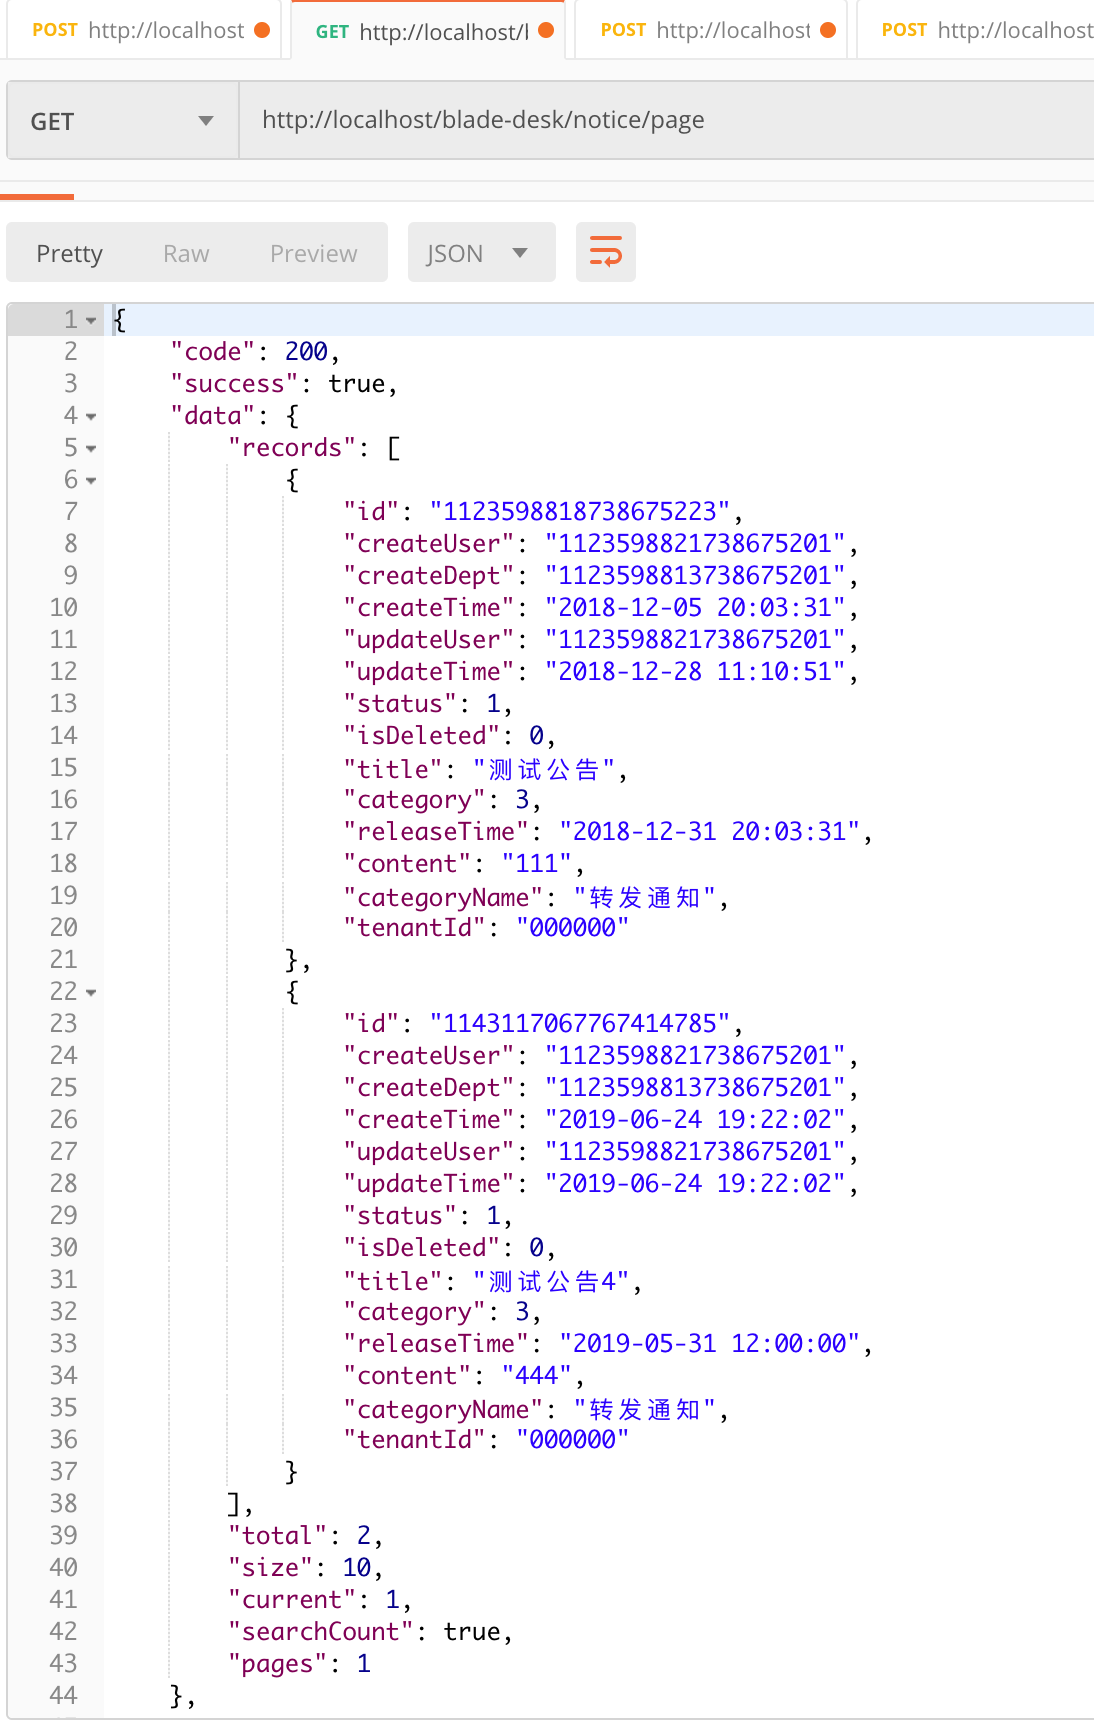 POST http://localhost GET http://localhost/l POST http://localhost POST http://localhost
GET http://localhost/blade-desk/notice/page
Pretty Raw Preview JSON
1 {
2 "code": 200,
3 "success": true,
4 "data": {
5 "records": [
6 {
7 "id": "1123598818738675223",
8 "createUser": "1123598821738675201",
9 "createDept": "1123598813738675201",
10 "createTime": "2018-12-05 20:03:31",
11 "updateUser": "1123598821738675201",
12 "updateTime": "2018-12-28 11:10:51",
13 "status": 1,
14 "isDeleted": 0,
15 "title": "测试公告",
16 "category": 3,
17 "releaseTime": "2018-12-31 20:03:31",
18 "content": "111",
19 "categoryName": "转发通知",
20 "tenantId": "000000"
21 },
22 {
23 "id": "1143117067767414785",
24 "createUser": "1123598821738675201",
25 "createDept": "1123598813738675201",
26 "createTime": "2019-06-24 19:22:02",
27 "updateUser": "1123598821738675201",
28 "updateTime": "2019-06-24 19:22:02",
29 "status": 1,
30 "isDeleted": 0,
31 "title": "测试公告4",
32 "category": 3,
33 "releaseTime": "2019-05-31 12:00:00",
34 "content": "444",
35 "categoryName": "转发通知",
36 "tenantId": "000000"
37 }
38 ],
39 "total": 2,
40 "size": 10,
41 "current": 1,
42 "searchCount": true,
43 "pages": 1
44 },